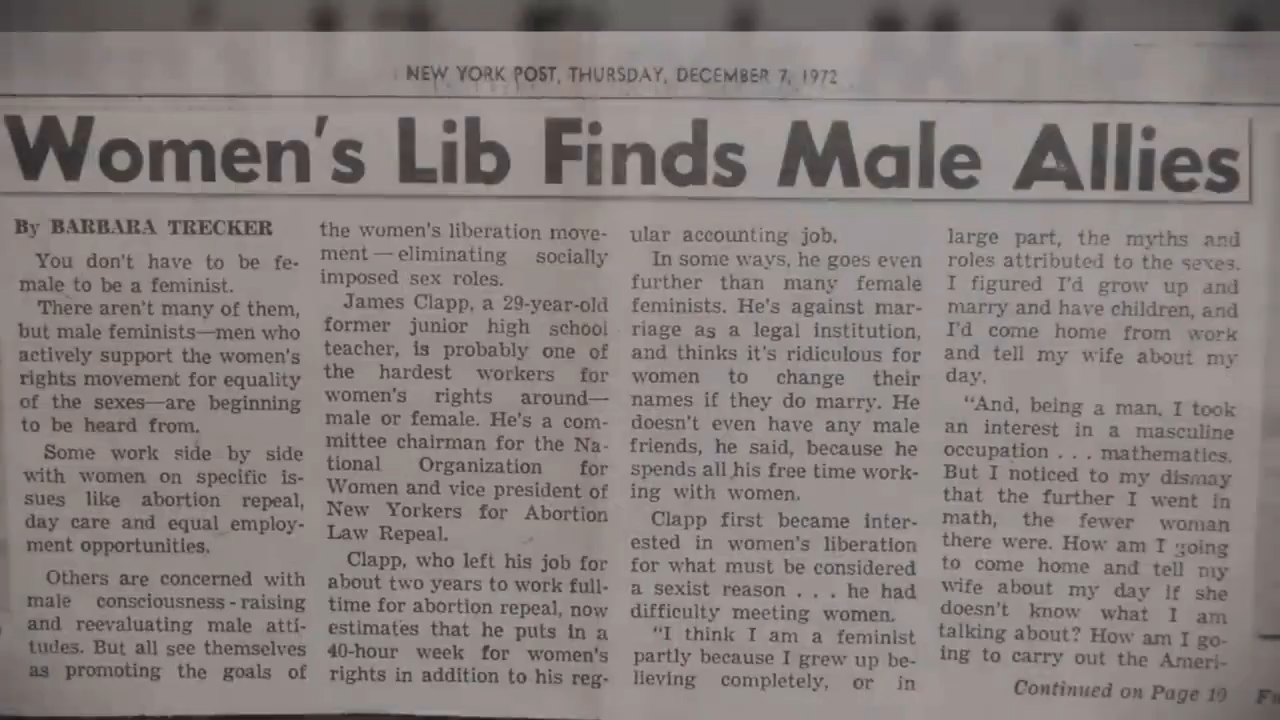 NEW YORK POST, THURSDAY, DECEMBER 7, 1972
Women's Lib Finds Male Allies
By BARBARA TRECKER
You don't have to be fe-
male to be a feminist.
There aren't many of them,
but male feminists—men who
actively support the women's
rights movement for equality
of the sexes—are beginning
to be heard from.
Some work side by side
with women on specific is-
sues like abortion repeal,
day care and equal employ-
ment opportunities.
Others are concerned with
male consciousness-raising
and reevaluating male atti-
tudes. But all see themselves
as promoting the goals of
the women's liberation move-
ment—eliminating socially
imposed sex roles.
James Clapp, a 29-year-old
former junior high school
teacher, is probably one of
the hardest workers for
women's rights around—
male or female. He's a com-
mittee chairman for the Na-
tional Organization for
Women and vice president of
New Yorkers for Abortion
Law Repeal.
Clapp, who left his job for
about two years to work full-
time for abortion repeal, now
estimates that he puts in a
40-hour week for women's
rights in addition to his reg-
ular accounting job.
In some ways, he goes even
further than many female
feminists. He's against mar-
riage as a legal institution,
and thinks it's ridiculous for
women to change their
names if they do marry. He
doesn't even have any male
friends, he said, because he
spends all his free time work-
ing with women.
Clapp first became inter-
ested in women's liberation
for what must be considered
a sexist reason . . . he had
difficulty meeting women.
"I think I am a feminist
partly because I grew up be-
lieving completely, or in
large part, the myths and
roles attributed to the sexes.
I figured I'd grow up and
marry and have children, and
I'd come home from work
and tell my wife about my
day.
"And, being a man, I took
an interest in a masculine
occupation . . . mathematics.
But I noticed to my dismay
that the further I went in
math, the fewer woman
there were. How am I going
to come home and tell my
wife about my day if she
doesn't know what I am
talking about? How am I go-
ing to carry out the Ameri-
Continued on Page 19